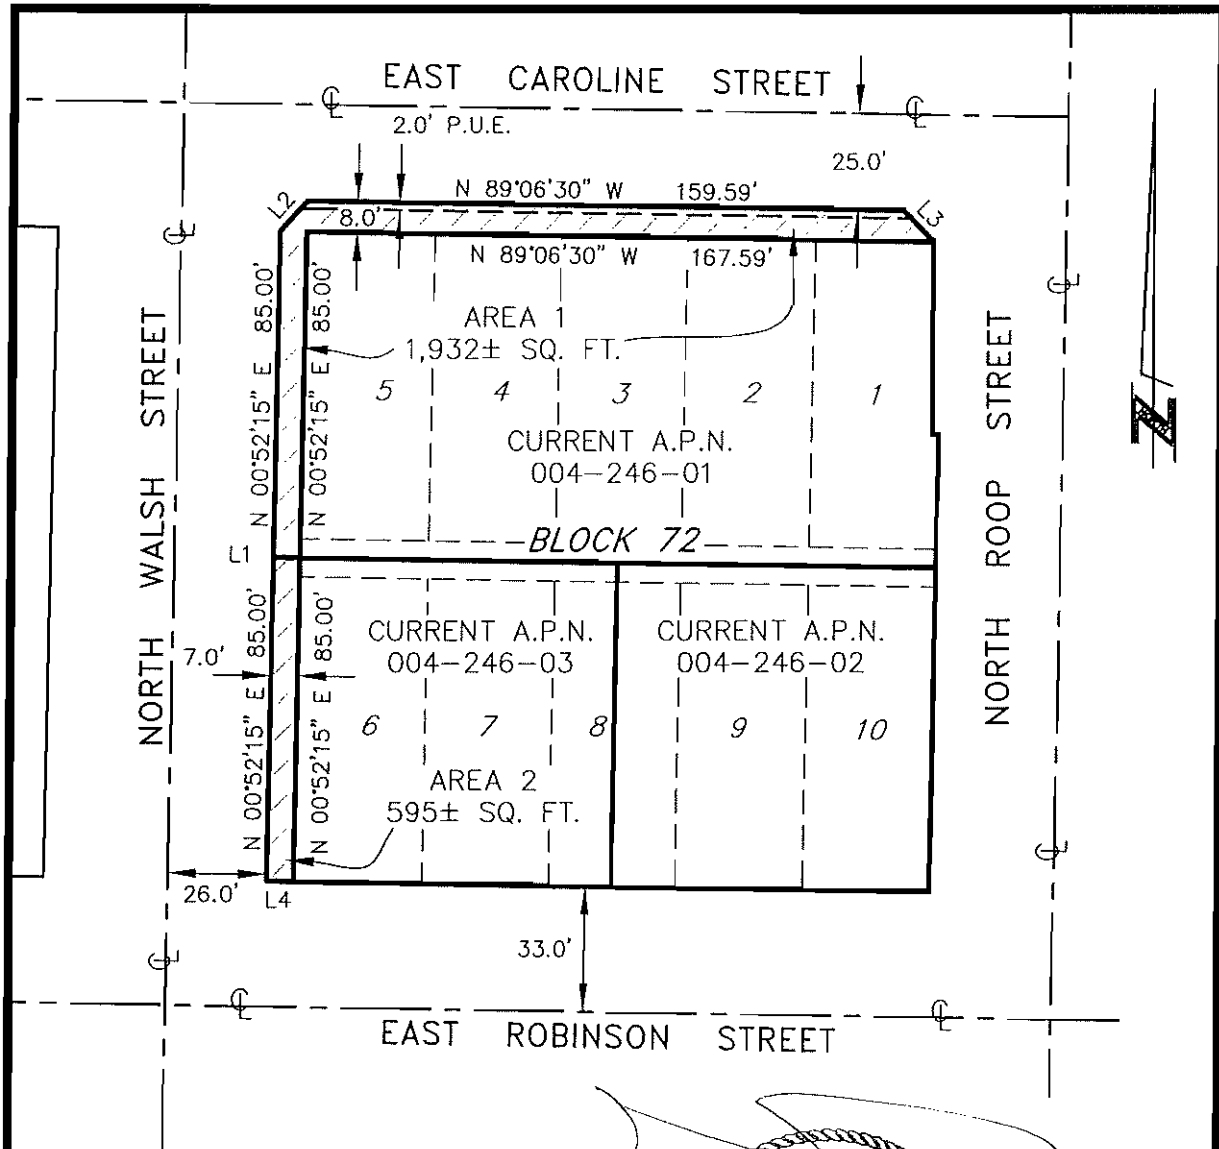 EAST CAROLINE STREET
2.0' P.U.E.
25.0'
N 89°06'30" W 159.59'
L2
L3
8.0'
N 89°06'30" W 167.59'
N 00°52'15" E 85.00'
N 00°52'15" E 85.00'
AREA 1
1,932± SQ. FT.
5
4
3
2
1
CURRENT A.P.N.
004-246-01
NORTH WALSH STREET
NORTH ROOP STREET
N
BLOCK 72
L1
CURRENT A.P.N.
004-246-03
CURRENT A.P.N.
004-246-02
7.0'
N 00°52'15" E 85.00'
N 00°52'15" E 85.00'
6
7
8
9
10
AREA 2
595± SQ. FT.
26.0'
L4
33.0'
EAST ROBINSON STREET